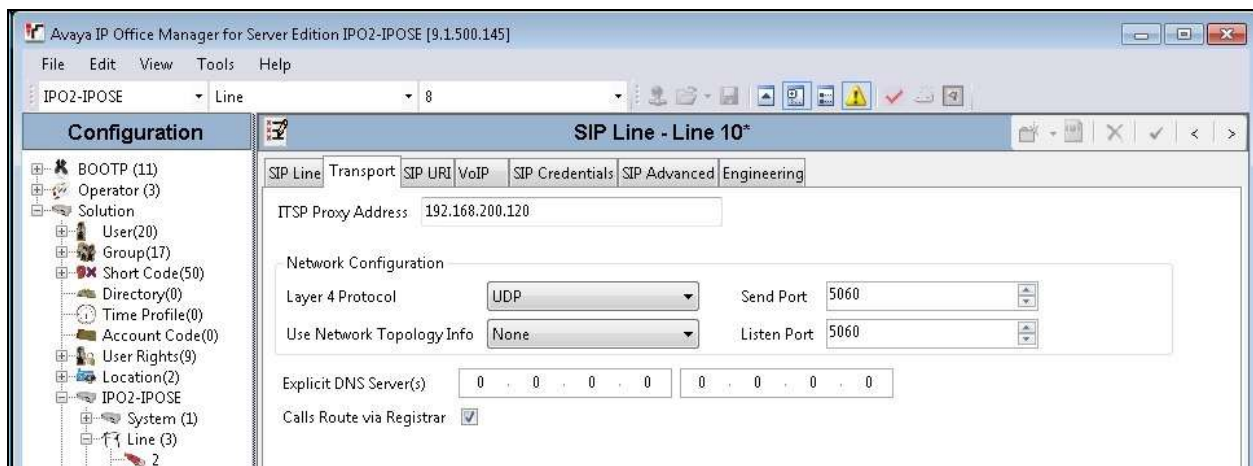 Avaya IP Office Manager for Server Edition IPO2-IPOSE [9.1.500.145]
File Edit View Tools Help
IPO2-IPOSE Line 8
Configuration
SIP Line - Line 10*
BOOTP (11)
Operator (3)
Solution
User(20)
Group(17)
Short Code(50)
Directory(0)
Time Profile(0)
Account Code(0)
User Rights(9)
Location(2)
IPO2-IPOSE
System (1)
Line (3)
2
SIP Line Transport SIP URI VoIP SIP Credentials SIP Advanced Engineering
ITSP Proxy Address 192.168.200.120
Network Configuration
Layer 4 Protocol UDP Send Port 5060
Use Network Topology Info None Listen Port 5060
Explicit DNS Server(s) 0 . 0 . 0 . 0 0 . 0 . 0 . 0
Calls Route via Registrar